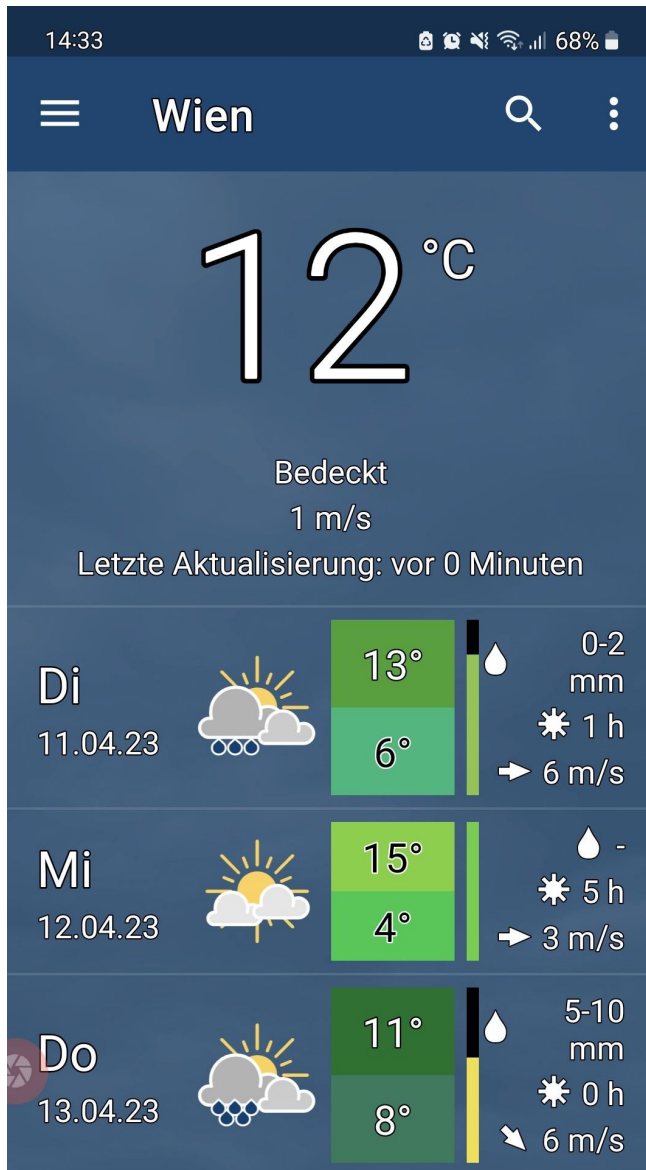 14:33
68%
Wien
12 °C
Bedeckt
1 m/s
Letzte Aktualisierung: vor 0 Minuten
Di
11.04.23
13°
6°
0-2
mm
1 h
6 m/s
Mi
12.04.23
15°
4°
-
5 h
3 m/s
Do
13.04.23
11°
8°
5-10
mm
0 h
6 m/s